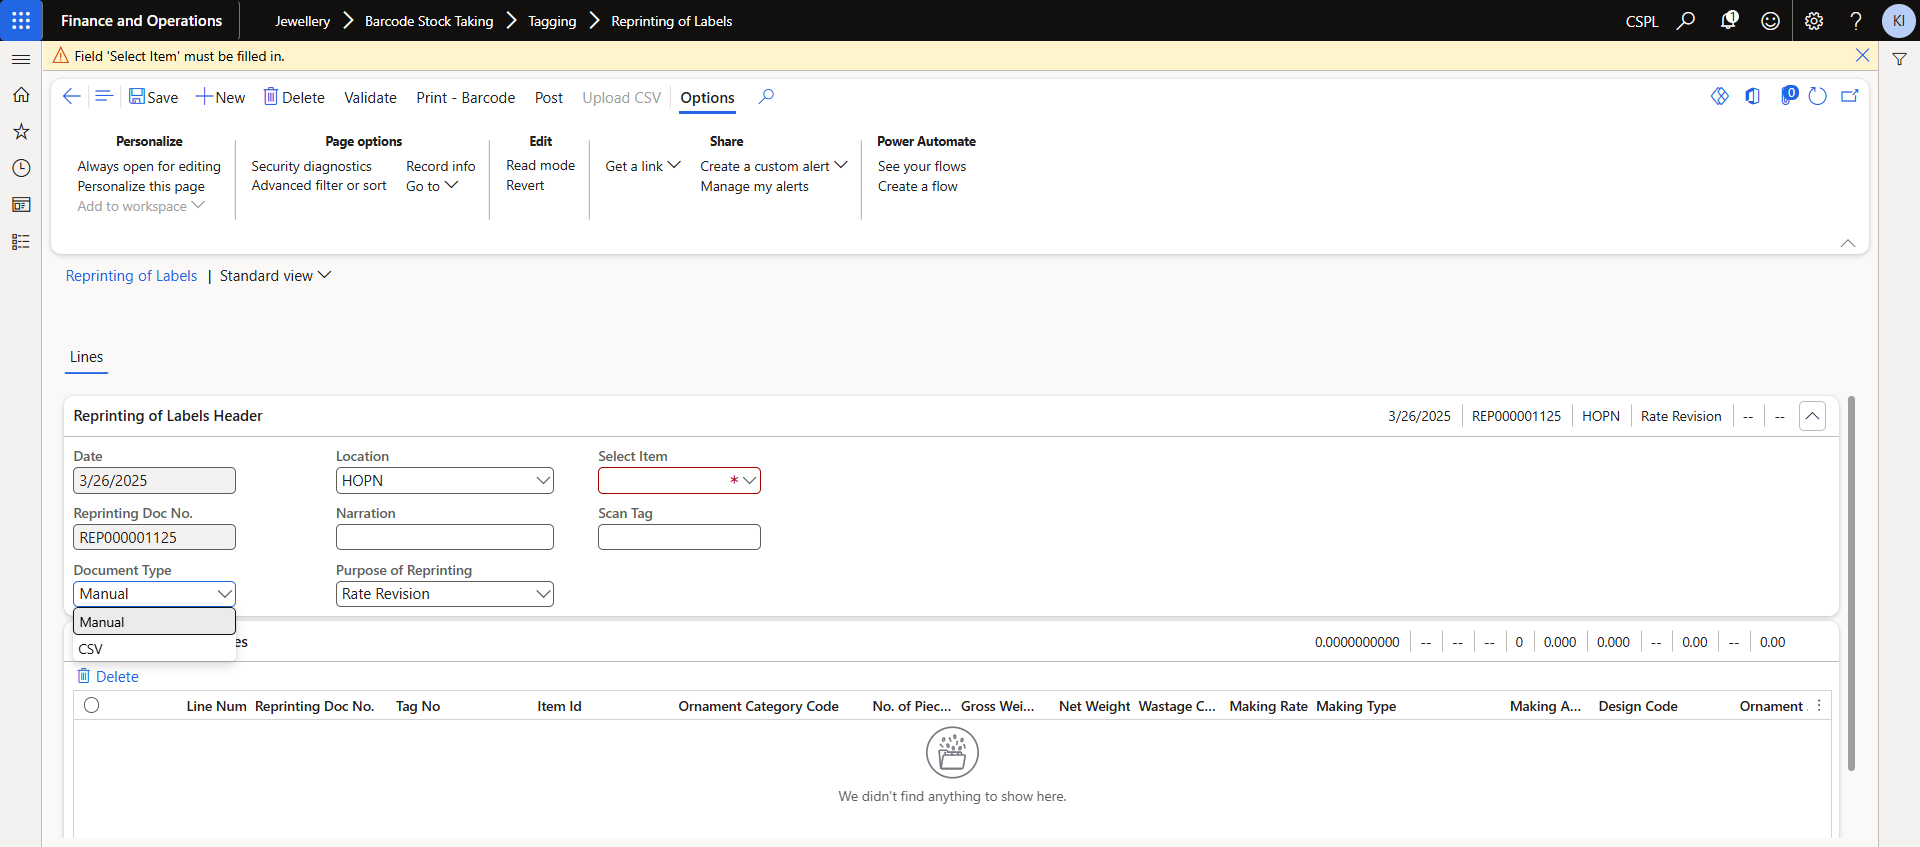 Finance and Operations
Jewellery > Barcode Stock Taking > Tagging > Reprinting of Labels
CSPL
1
?
KI
Field 'Select Item' must be filled in.
Save
New
Delete
Validate
Print - Barcode
Post
Upload CSV
Options
0
Personalize
Always open for editing
Personalize this page
Add to workspace
Page options
Security diagnostics
Advanced filter or sort
Record info
Go to
Edit
Read mode
Revert
Share
Get a link
Create a custom alert
Manage my alerts
Power Automate
See your flows
Create a flow
Reprinting of Labels | Standard view
Lines
Reprinting of Labels Header
3/26/2025 REP000001125 HOPN Rate Revision -- --
Date
3/26/2025
Reprinting Doc No.
REP000001125
Document Type
Manual
Manual
CSV
Location
HOPN
Narration
Purpose of Reprinting
Rate Revision
Select Item
*
Scan Tag
es
0.0000000000 -- -- -- 0 0.000 0.000 -- 0.00 -- 0.00
Delete
Line Num Reprinting Doc No. Tag No Item Id Ornament Category Code No. of Piec... Gross Wei... Net Weight Wastage C... Making Rate Making Type Making A... Design Code Ornament
We didn't find anything to show here.